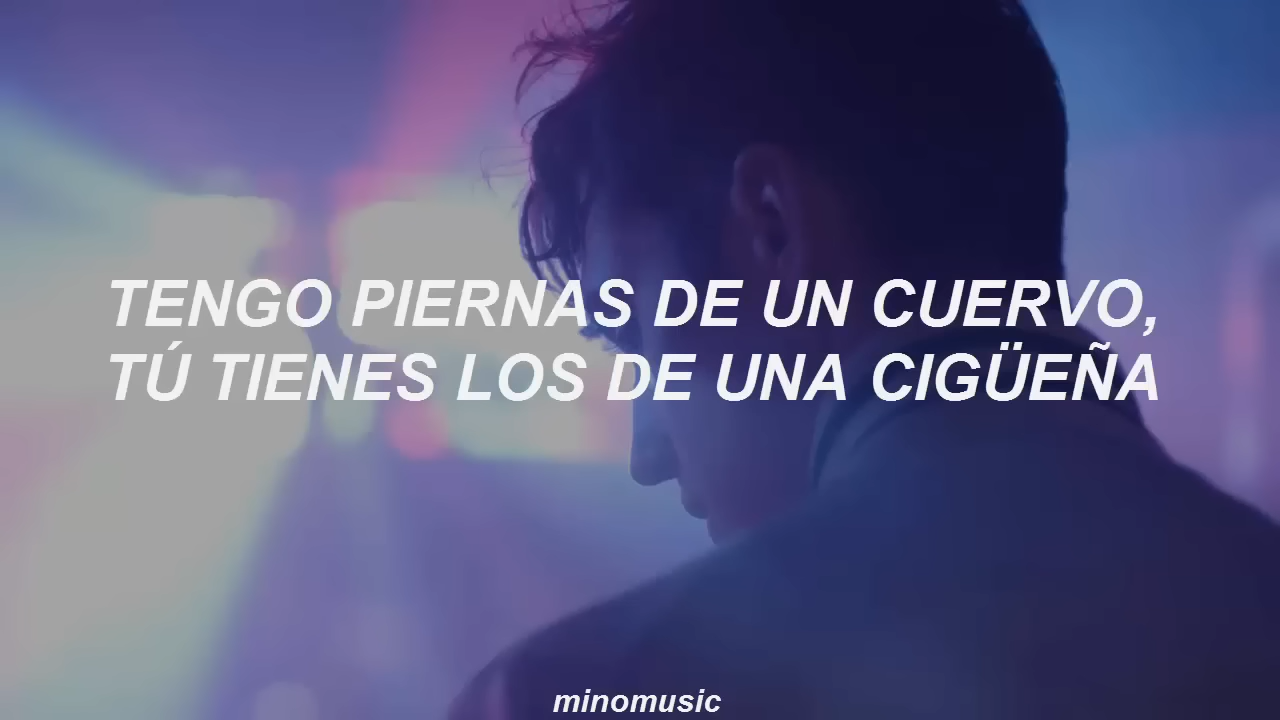 TENGO PIERNAS DE UN CUERVO,
TÚ TIENES LOS DE UNA CIGÜEÑA
minomusic